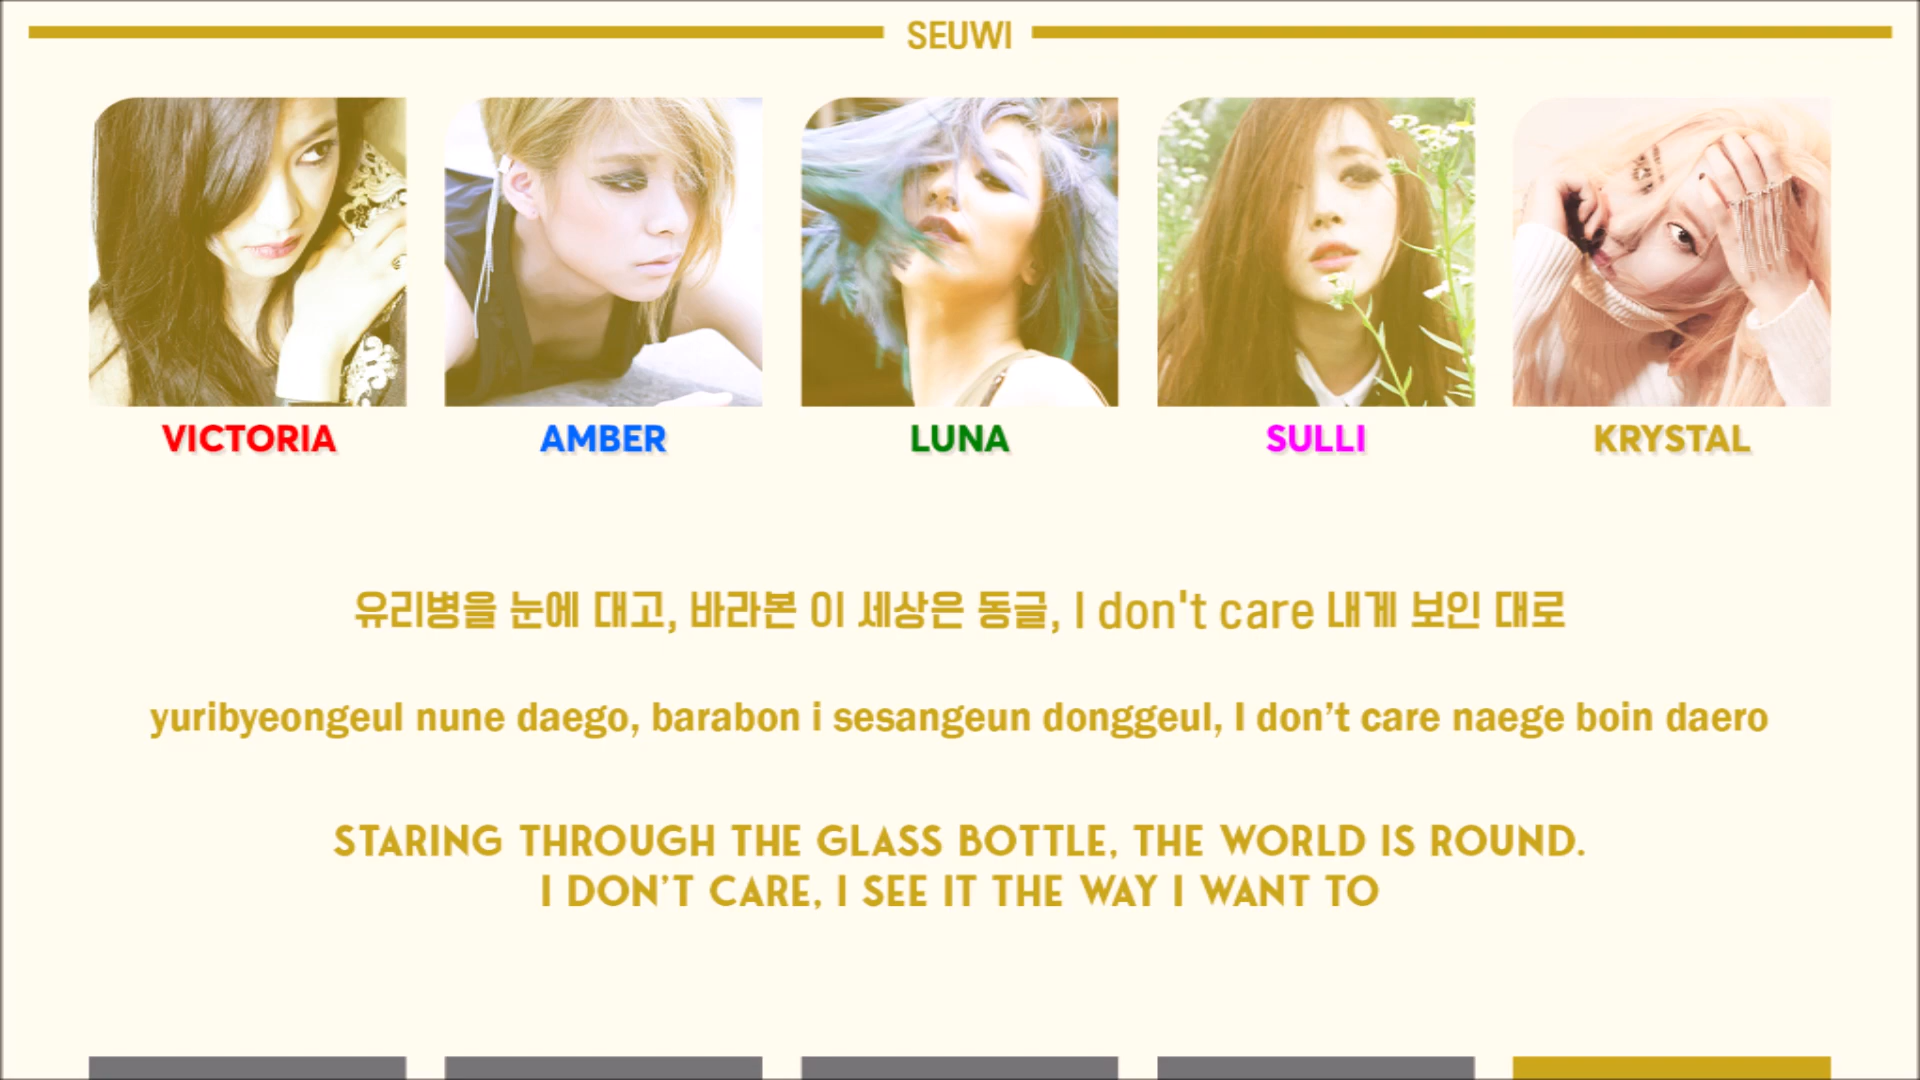 SEUWI
VICTORIA
AMBER
LUNA
SULLI
KRYSTAL
유리병을 눈에 대고, 바라본 이 세상은 동글, I don't care 내게 보인 대로
yuribyeongeul nune daego, barabon i sesangeun donggeul, I don’t care naege boin daero
STARING THROUGH THE GLASS BOTTLE, THE WORLD IS ROUND.
I DON’T CARE, I SEE IT THE WAY I WANT TO